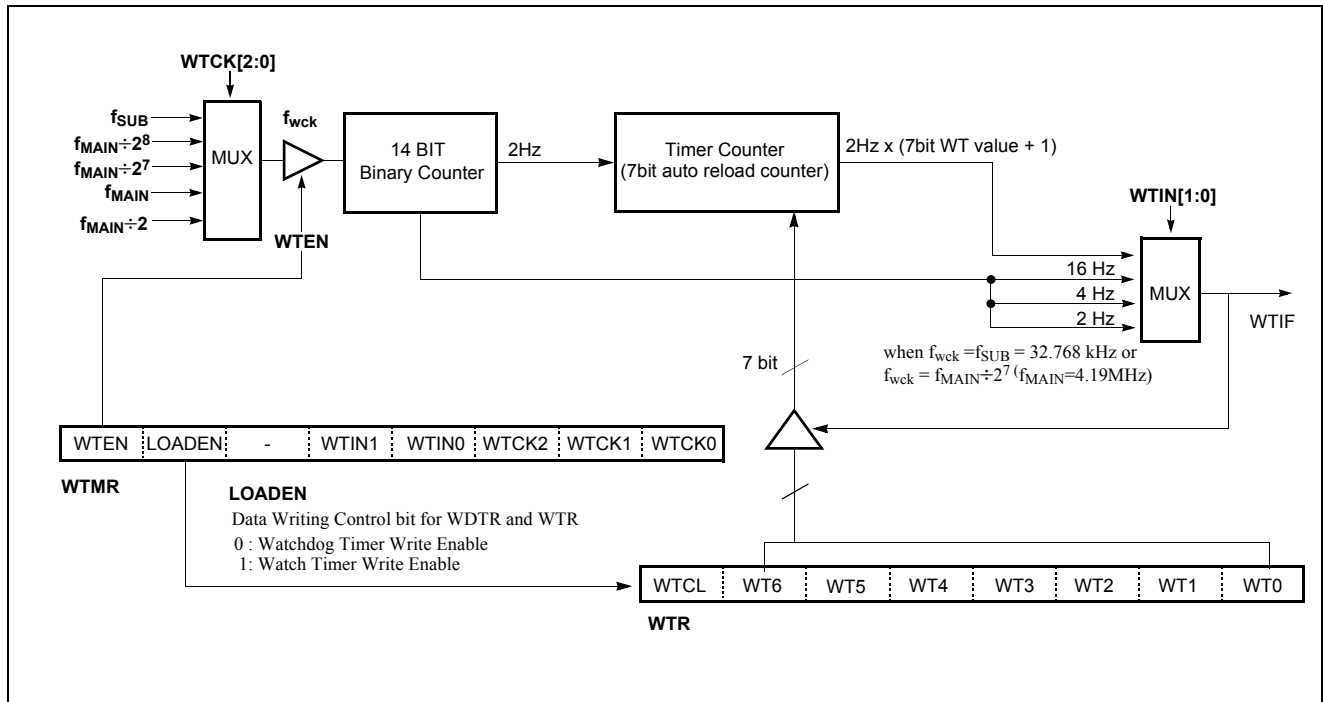 WTCK[2:0]
fSUB
fMAIN÷2⁸
fMAIN÷2⁷
fMAIN
fMAIN÷2
MUX
fwck
WTEN
14 BIT
Binary Counter
2Hz
Timer Counter
(7bit auto reload counter)
2Hz x (7bit WT value + 1)
WTIN[1:0]
16 Hz
4 Hz
2 Hz
MUX
WTIF
when fwck =fSUB = 32.768 kHz or
fwck = fMAIN÷2⁷ (fMAIN=4.19MHz)
7 bit
WTEN LOADEN - WTIN1 WTIN0 WTCK2 WTCK1 WTCK0
WTMR
LOADEN
Data Writing Control bit for WDTR and WTR
0 : Watchdog Timer Write Enable
1: Watch Timer Write Enable
WTCL WT6 WT5 WT4 WT3 WT2 WT1 WT0
WTR